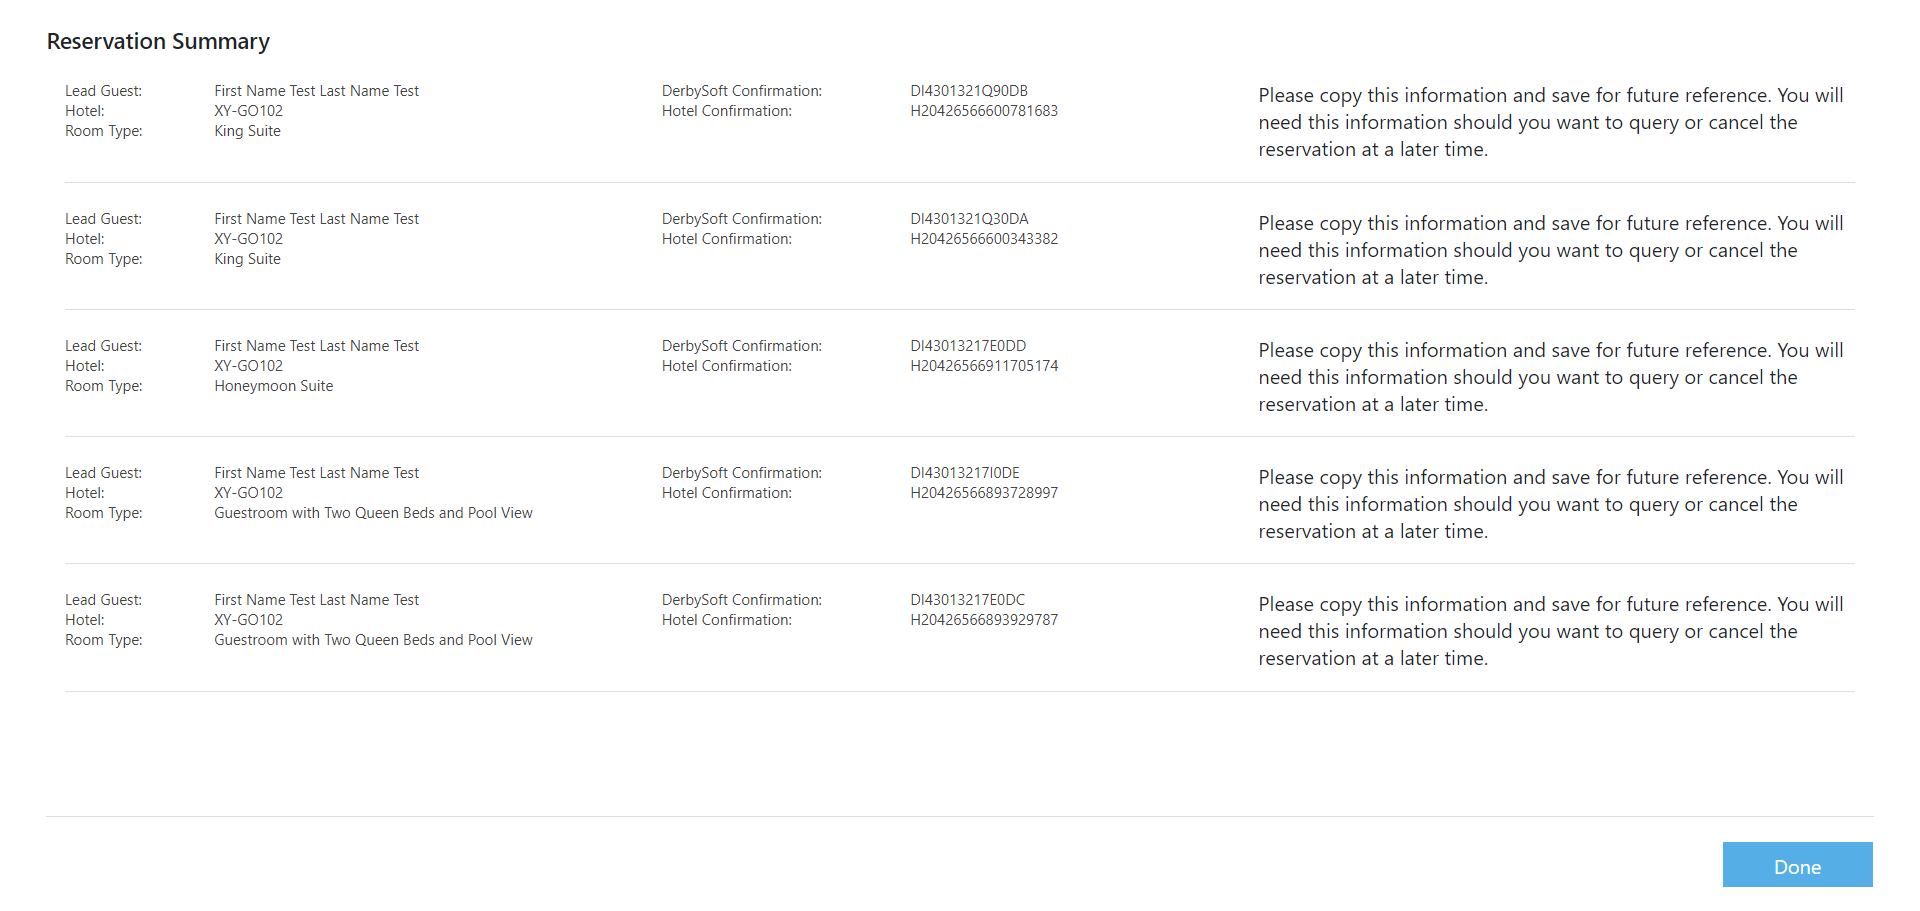 Reservation Summary
Lead Guest: First Name Test Last Name Test DerbySoft Confirmation: DI4301321Q90DB
Hotel: XY-GO102 Hotel Confirmation: H20426566600781683
Room Type: King Suite
Please copy this information and save for future reference. You will
need this information should you want to query or cancel the
reservation at a later time.
Lead Guest: First Name Test Last Name Test DerbySoft Confirmation: DI4301321Q30DA
Hotel: XY-GO102 Hotel Confirmation: H20426566600343382
Room Type: King Suite
Please copy this information and save for future reference. You will
need this information should you want to query or cancel the
reservation at a later time.
Lead Guest: First Name Test Last Name Test DerbySoft Confirmation: DI43013217E0DD
Hotel: XY-GO102 Hotel Confirmation: H20426566911705174
Room Type: Honeymoon Suite
Please copy this information and save for future reference. You will
need this information should you want to query or cancel the
reservation at a later time.
Lead Guest: First Name Test Last Name Test DerbySoft Confirmation: DI43013217I0DE
Hotel: XY-GO102 Hotel Confirmation: H20426566893728997
Room Type: Guestroom with Two Queen Beds and Pool View
Please copy this information and save for future reference. You will
need this information should you want to query or cancel the
reservation at a later time.
Lead Guest: First Name Test Last Name Test DerbySoft Confirmation: DI43013217E0DC
Hotel: XY-GO102 Hotel Confirmation: H20426566893929787
Room Type: Guestroom with Two Queen Beds and Pool View
Please copy this information and save for future reference. You will
need this information should you want to query or cancel the
reservation at a later time.
Done